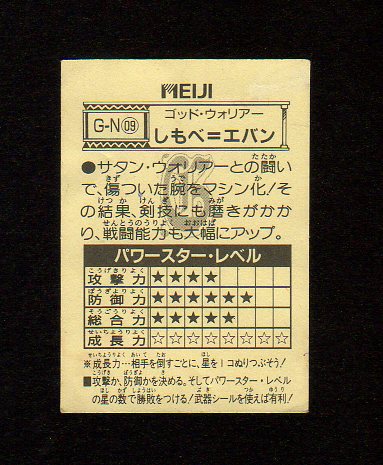 MEIJI
G-N⑨
ゴッド・ウォリアー
しもべ=エバン
●サタン・ウォリアーとの闘い
で、傷ついた腕をマシン化!そ
の結果、剣技にも磨きがかか
り、戦闘能力も大幅にアップ。
パワースター・レベル
攻撃力 ★★★★
防御力 ★★★★★★
総合力 ★★★★★
成長力 ☆☆☆☆☆☆☆☆☆☆
※成長力…相手を倒すごとに、星を1コぬりつぶそう!
■攻撃か、防御かを決める。そしてパワースター・レベル
の星の数で勝敗をつける!武器シールを使えば有利!